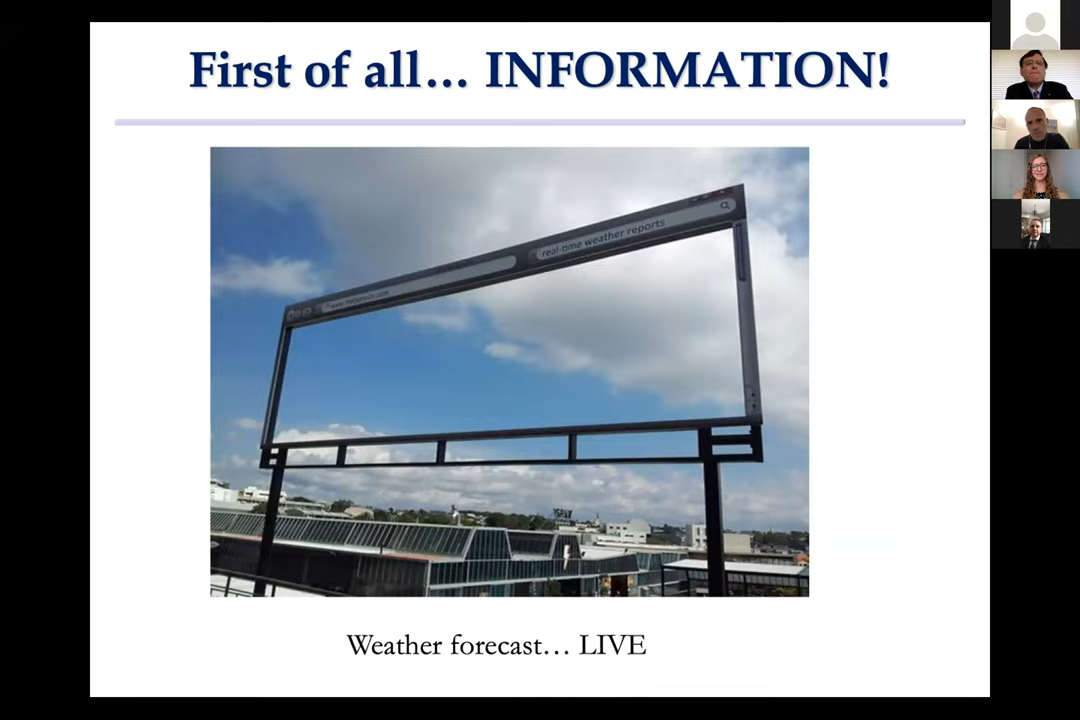 First of all... INFORMATION!
real-time weather reports
Weather forecast... LIVE